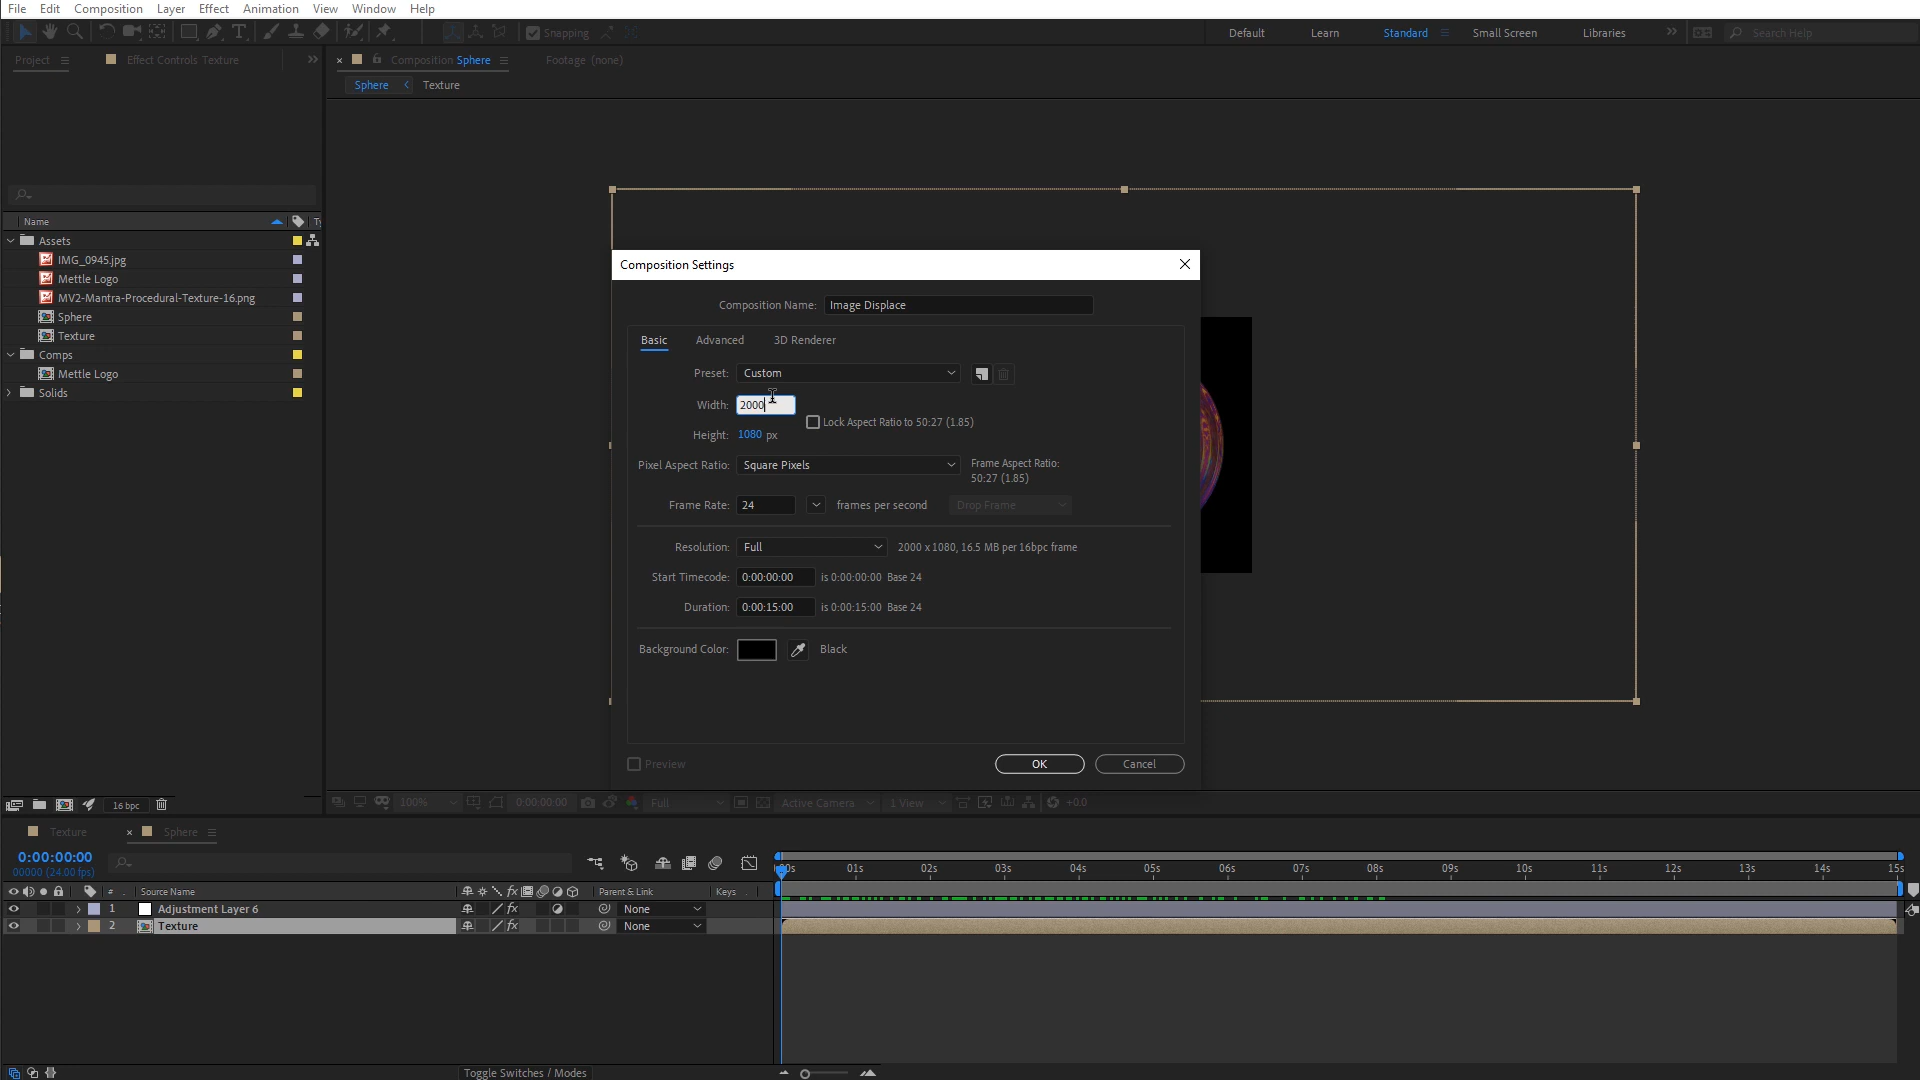 File Edit Composition Layer Effect Animation View Window Help
Snapping Default Learn Standard Small Screen Libraries Search Help
Project Effect Controls Texture Composition Sphere Footage (none)
Sphere Texture
Name
Assets
IMG_0945.jpg
Mettle Logo
MV2-Mantra-Procedural-Texture-16.png
Sphere
Texture
Comps
Mettle Logo
Solids
Composition Settings
Composition Name: Image Displace
Basic Advanced 3D Renderer
Preset: Custom
Width: 2000
Lock Aspect Ratio to 50:27 (1.85)
Height: 1080 px
Pixel Aspect Ratio: Square Pixels Frame Aspect Ratio:
50:27 (1.85)
Frame Rate: 24 frames per second Drop Frame
Resolution: Full 2000 x 1080, 16.5 MB per 16bpc frame
Start Timecode: 0:00:00:00 is 0:00:00:00 Base 24
Duration: 0:00:15:00 is 0:00:15:00 Base 24
Background Color: Black
Preview OK Cancel
16 bpc 100% 0:00:00:00 Full Active Camera 1 View +0.0
Texture Sphere
0:00:00:00
00000 (24.00 fps)
00s 01s 02s 03s 04s 05s 06s 07s 08s 09s 10s 11s 12s 13s 14s 15s
# Source Name Parent & Link Keys
1 Adjustment Layer 6 None
2 Texture None
Toggle Switches / Modes